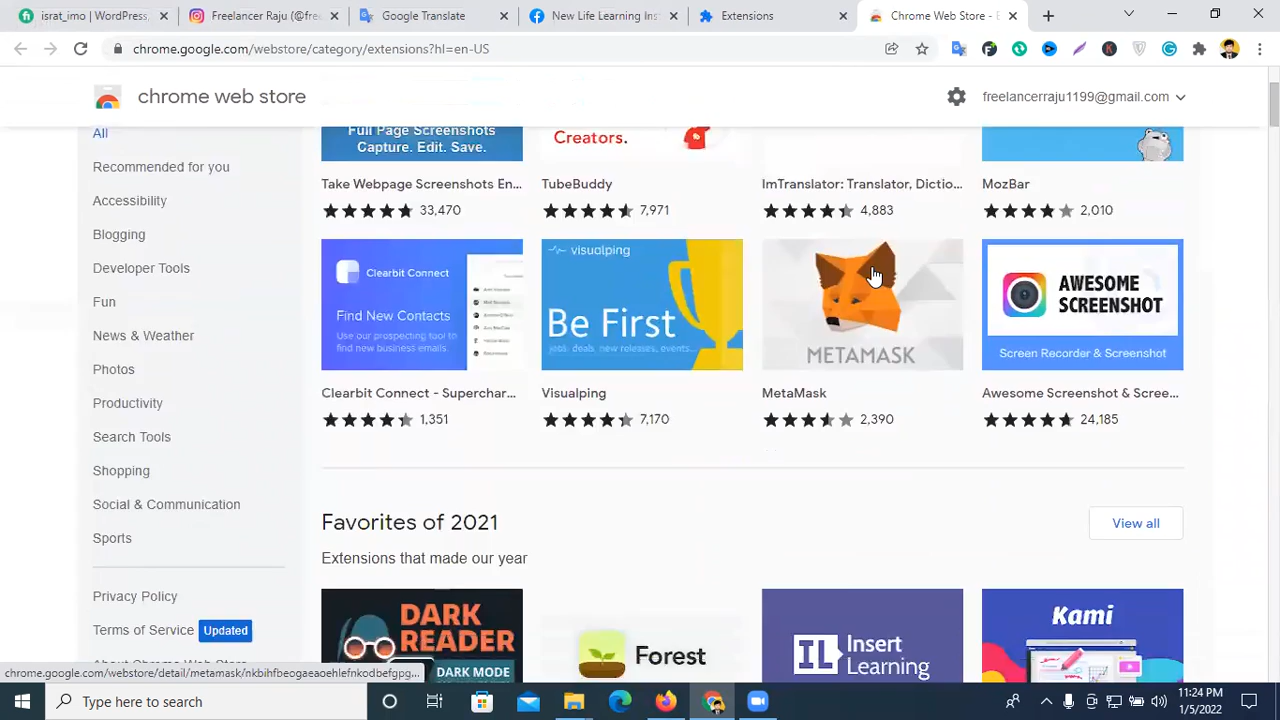 israt_imo | WordPress,
Freelancer Raju (@free
Google Translate
New Life Learning Ins
Extensions
Chrome Web Store - E
chrome.google.com/webstore/category/extensions?hl=en-US
chrome web store
freelancerraju1199@gmail.com
All
Recommended for you
Accessibility
Blogging
Developer Tools
Fun
News & Weather
Photos
Productivity
Search Tools
Shopping
Social & Communication
Sports
Privacy Policy
Terms of Service Updated
Full Page Screenshots
Capture. Edit. Save.
Creators.
Take Webpage Screenshots En...
33,470
TubeBuddy
7,971
ImTranslator: Translator, Dictio...
4,883
MozBar
2,010
Clearbit Connect
Find New Contacts
Use our prospecting tool to
find new business emails.
visualping
Be First
jobs, deals, new releases, events...
METAMASK
AWESOME
SCREENSHOT
Screen Recorder & Screenshot
Clearbit Connect - Superchar...
1,351
Visualping
7,170
MetaMask
2,390
Awesome Screenshot & Scree...
24,185
Favorites of 2021
View all
Extensions that made our year
DARK
READER
DARK MODE
Forest
IL Insert
Learning
Kami
chrome.google.com/webstore/detail/metamask/nkbihfbeogaeaoehlefnkodbefgpg...
Type here to search
11:24 PM
1/5/2022